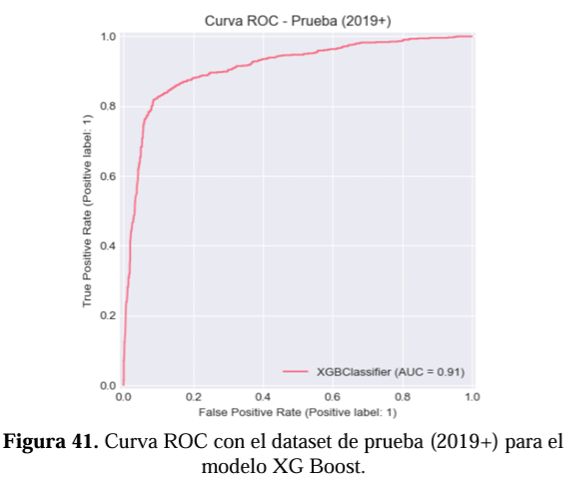 Curva ROC - Prueba (2019+)
True Positive Rate (Positive label: 1)
1.0
0.8
0.6
0.4
0.2
0.0
XGBClassifier (AUC = 0.91)
0.0 0.2 0.4 0.6 0.8 1.0
False Positive Rate (Positive label: 1)
Figura 41. Curva ROC con el dataset de prueba (2019+) para el
modelo XG Boost.